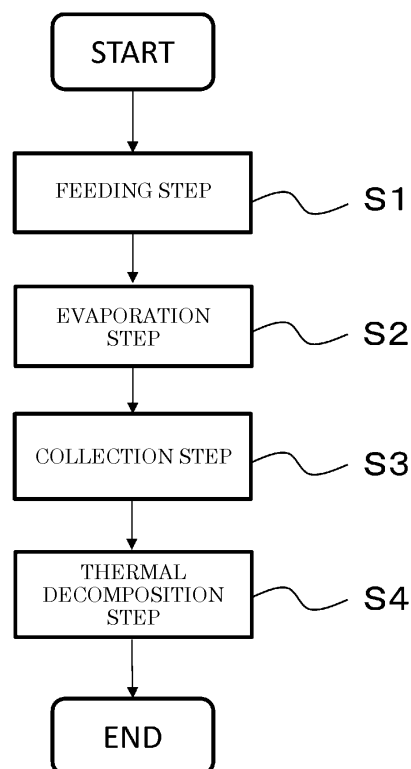 START
FEEDING STEP
S1
EVAPORATION
STEP
S2
COLLECTION STEP
S3
THERMAL
DECOMPOSITION
STEP
S4
END